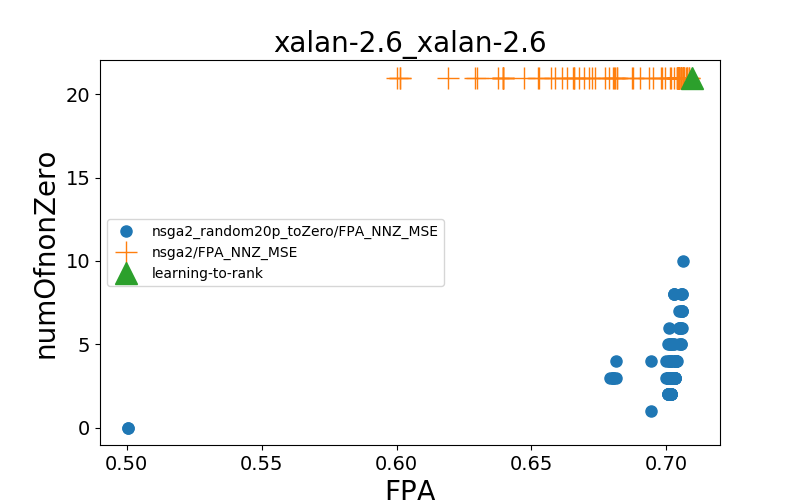 xalan-2.6_xalan-2.6
numOfnonZero
20
15
10
5
0
nsga2_random20p_toZero/FPA_NNZ_MSE
nsga2/FPA_NNZ_MSE
learning-to-rank
0.50 0.55 0.60 0.65 0.70
FPA